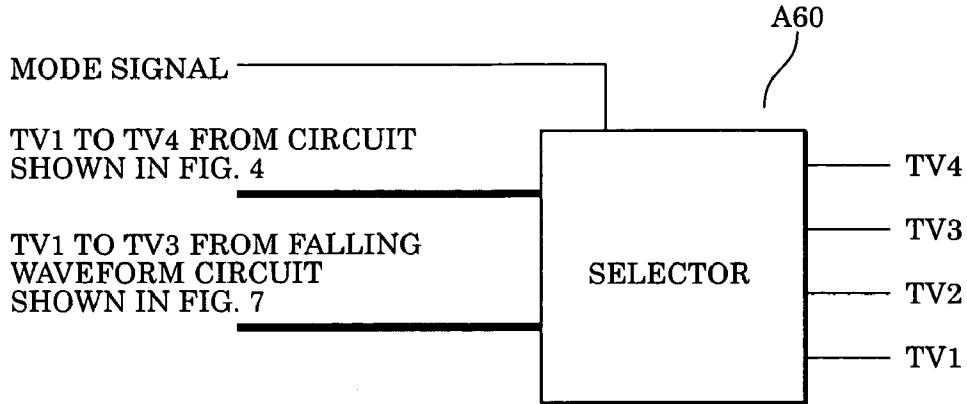 A60
MODE SIGNAL
TV1 TO TV4 FROM CIRCUIT
SHOWN IN FIG. 4
TV1 TO TV3 FROM FALLING
WAVEFORM CIRCUIT
SHOWN IN FIG. 7
SELECTOR
TV4
TV3
TV2
TV1